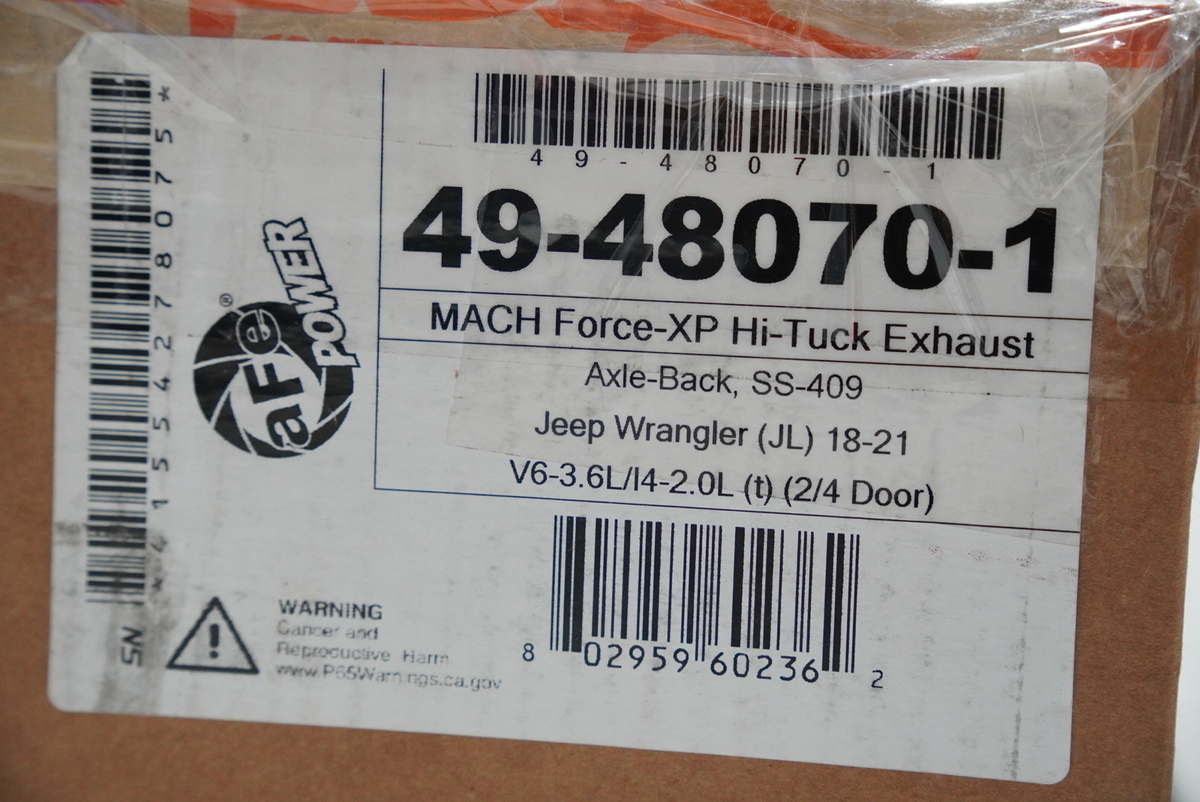 49-48070-1
49-48070-1
MACH Force-XP Hi-Tuck Exhaust
Axle-Back, SS-409
Jeep Wrangler (JL) 18-21
V6-3.6L/I4-2.0L (t) (2/4 Door)
8 02959 60236 2
aFe ®
POWER
SN *4155427
8075*
WARNING
Cancer and
Reproductive Harm
www.P65Warnings.ca.gov